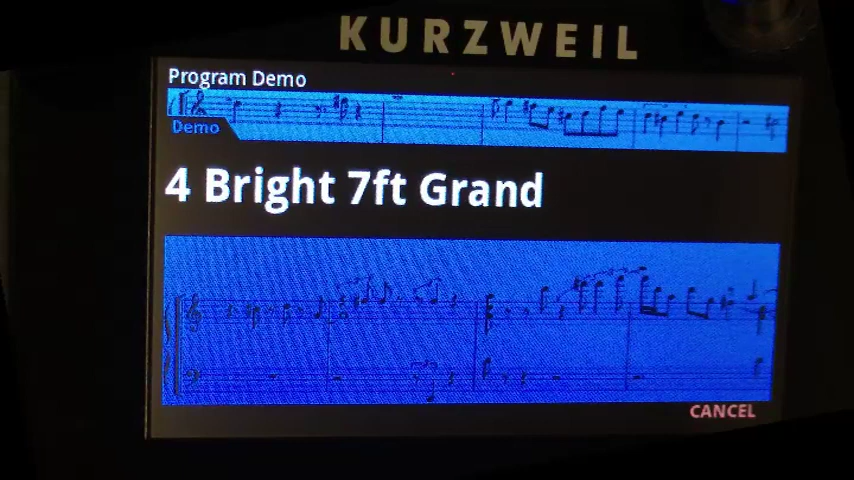 KURZWEIL
Program Demo
Demo
4 Bright 7ft Grand
CANCEL